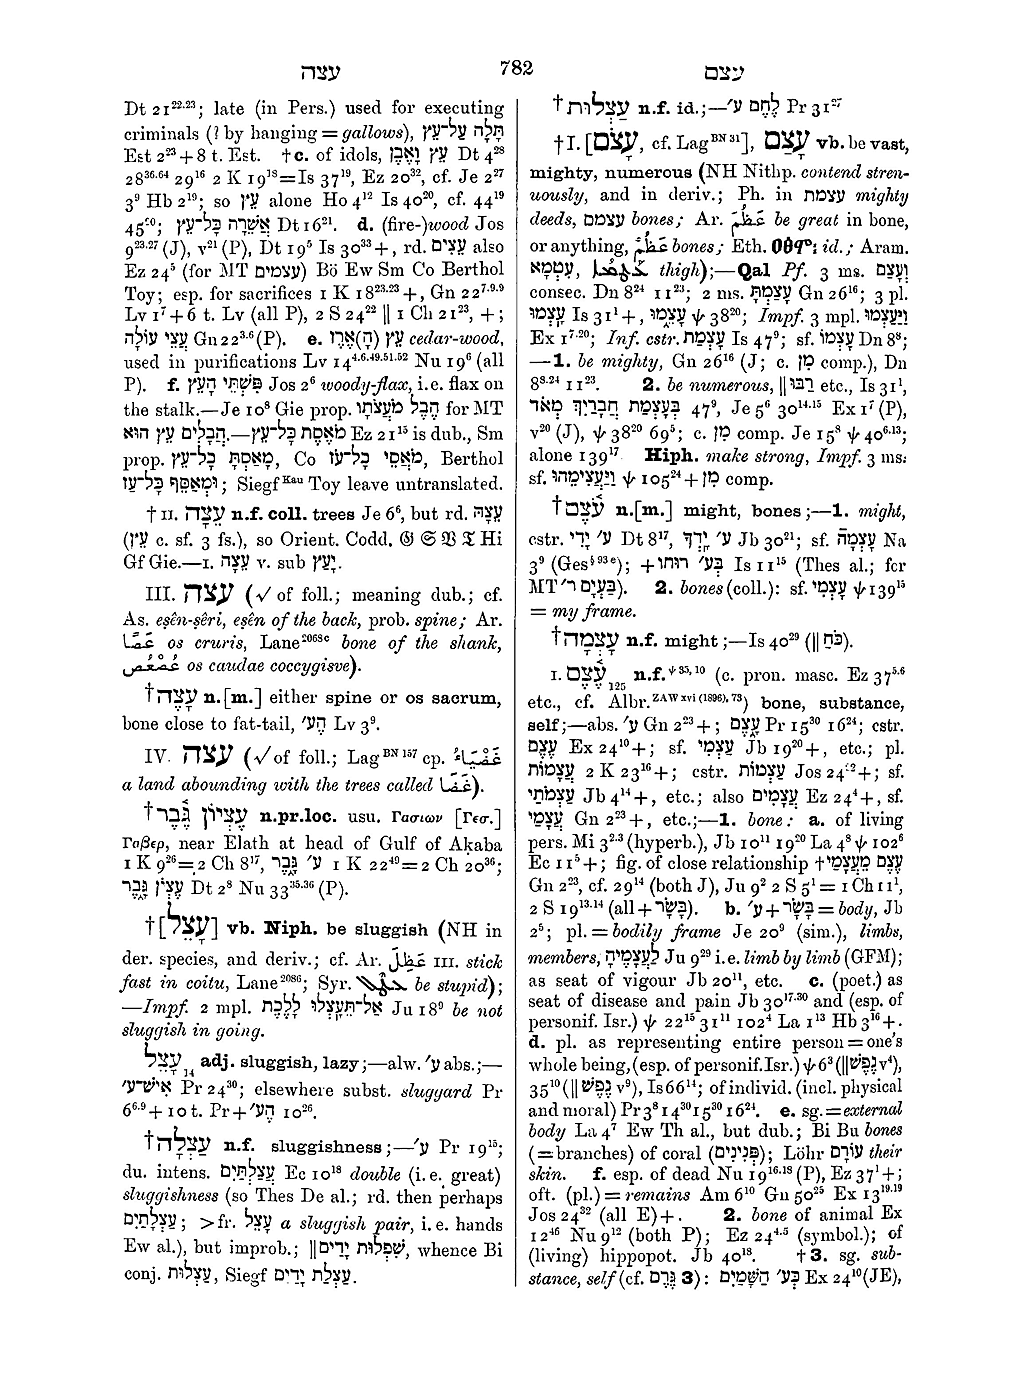 עצה
782
עצם
Dt 21 22.23; late (in Pers.) used for executing
criminals (? by hanging = gallows), תָּלָה עַל־עֵץ
Est 2 23 + 8 t. Est. †c. of idols, עֵץ וָאֶבֶן Dt 4 28
28 36.64 29 16 2 K 19 18 = Is 37 19, Ez 20 32, cf. Je 2 27
3 9 Hb 2 19; so עֵץ alone Ho 4 12 Is 40 20, cf. 44 19
45 20; אֲשֵׁרָה כָּל־עֵץ Dt 16 21. d. (fire-)wood Jos
9 23.27 (J), v 21 (P), Dt 19 5 Is 30 33 +, rd. עֵצִים also
Ez 24 5 (for MT עצמים) Bö Ew Sm Co Berthol
Toy; esp. for sacrifices 1 K 18 23.23 +, Gn 22 7.9.9
Lv 1 7 + 6 t. Lv (all P), 2 S 24 22 || 1 Ch 21 23, +;
עֲצֵי עוֹלָה Gn 22 3.6 (P). e. עֵץ (הָ)אֶרֶז cedar-wood,
used in purifications Lv 14 4.6.49.51.52 Nu 19 6 (all
P). f. פִּשְׁתֵּי הָעֵץ Jos 2 6 woody-flax, i.e. flax on
the stalk.—Je 10 8 Gie prop. הֶבֶל מֹעֲצֹתָו for MT
הֲבָלִים עֵץ הוּא.—מֹאֶסֶת כָּל־עֵץ Ez 21 15 is dub., Sm
prop. מָאַסְתָּ כָּל־עֵץ, Co מֹאֲסֵי כָל־עֹז, Berthol
וּמְאַסֵּף כָּל־עֹז; Siegf Kau Toy leave untranslated.
† II. עֵצָה n.f. coll. trees Je 6 6, but rd. עֵצָהּ
(עֵץ c. sf. 3 fs.), so Orient. Codd. 𝔊 𝔖 𝔙 𝔗 Hi
Gf Gie.—I. עֵצָה v. sub יָעַץ.
III. עצה (√ of foll.; meaning dub.; cf.
As. eṣên-ṣêri, eṣên of the back, prob. spine; Ar.
عَصًا os cruris, Lane 2068c bone of the shank,
عُصْعُص os caudae coccygisve).
† עָצֶה n.[m.] either spine or os sacrum,
bone close to fat-tail, הֶעָ׳ Lv 3 9.
IV. עצה (√ of foll.; Lag BN 157 cp. غَضْيَاءُ
a land abounding with the trees called غَضًا).
† עֶצְיוֹן גֶּבֶר n.pr.loc. usu. Γασιων [Γεσ.]
Γαβερ, near Elath at head of Gulf of Aḳaba
1 K 9 26 = 2 Ch 8 17, ע׳ גָּבֶר 1 K 22 49 = 2 Ch 20 36;
עֶצְיֹן גָּבֶר Dt 2 8 Nu 33 35.36 (P).
† [עָצֵל] vb. Niph. be sluggish (NH in
der. species, and deriv.; cf. Ar. عَظِلَ III. stick
fast in coitu, Lane 2086; Syr. be stupid);
—Impf. 2 mpl. אַל־תֵּעָצְלוּ לָלֶכֶת Ju 18 9 be not
sluggish in going.
עָצֵל 14 adj. sluggish, lazy;—alw. ע׳ abs.;—
אִישׁ־ע׳ Pr 24 30; elsewhere subst. sluggard Pr
6 6.9 + 10 t. Pr + הֶעָ׳ 10 26.
† עַצְלָה n.f. sluggishness;—ע׳ Pr 19 15;
du. intens. עֲצַלְתַּיִם Ec 10 18 double (i.e. great)
sluggishness (so Thes De al.; rd. then perhaps
עַצְלָתַיִם; > fr. עָצֵל a sluggish pair, i.e. hands
Ew al.), but improb.; || שִׁפְלוּת יָדַיִם, whence Bi
conj. עַצְלוּת, Siegf עַצְלַת יָדַיִם.
† עַצְלוּת n.f. id.;—לֶחֶם ע׳ Pr 31 27
† I. [עָצֹם, cf. Lag BN 31], עָצַם vb. be vast,
mighty, numerous (NH Nithp. contend stren-
uously, and in deriv.; Ph. in עצמת mighty
deeds, עצמם bones; Ar. عَظُمَ be great in bone,
or anything, عَظْمٌ bones; Eth. ዐፅም: id.; Aram.
עִטְמָא, thigh);—Qal Pf. 3 ms. וְעָצַם
consec. Dn 8 24 11 23; 2 ms. עָצַמְתָּ Gn 26 16; 3 pl.
עָצְמוּ Is 31 1 +, עָצֵמוּ ψ 38 20; Impf. 3 mpl. וַיַּעַצְמוּ
Ex 1 7.20; Inf. cstr. עָצְמַת Is 47 9; sf. עָצְמוֹ Dn 8 8;
—1. be mighty, Gn 26 16 (J; c. מִן comp.), Dn
8 8.24 11 23. 2. be numerous, || רבו etc., Is 31 1,
בְּעָצְמַת חֲבָרַיִךְ מְאֹד 47 9, Je 5 6 30 14.15 Ex 1 7 (P),
v 20 (J), ψ 38 20 69 5; c. מִן comp. Je 15 8 ψ 40 6.13;
alone 139 17 Hiph. make strong, Impf. 3 ms.
sf. וַיַּעֲצִימֵהוּ ψ 105 24 + מִן comp.
† עֹצֶם n.[m.] might, bones;—1. might,
cstr. ע׳ יָדִי Dt 8 17, ע׳ יָדְךָ Jb 30 21; sf. עָצְמָה Na
3 9 (Ges § 93 e); + בְּעֹ׳ רוּחוֹ Is 11 15 (Thes al.; for
MT בַּעְיָם ר׳). 2. bones (coll.): sf. עָצְמִי ψ 139 15
= my frame.
† עָצְמָה n.f. might;—Is 40 29 (|| כֹּחַ).
I. עֶצֶם 125 n.f. ψ 35, 10 (c. pron. masc. Ez 37 5.6
etc., cf. Albr. ZAW xvi (1896), 73) bone, substance,
self;—abs. ע׳ Gn 2 23 +; עָצֶם Pr 15 30 16 24; cstr.
עֶצֶם Ex 24 10 +; sf. עַצְמִי Jb 19 20 +, etc.; pl.
עֲצָמוֹת 2 K 23 16 +; cstr. עַצְמוֹת Jos 24 32 +; sf.
עַצְמֹתַי Jb 4 14 +, etc.; also עֲצָמִים Ez 24 4 +, sf.
עֲצָמַי Gn 2 23 +, etc.;—1. bone: a. of living
pers. Mi 3 2.3 (hyperb.), Jb 10 11 19 20 La 4 8 ψ 102 6
Ec 11 5 +; fig. of close relationship † עֶצֶם מֵעֲצָמַי
Gn 2 23, cf. 29 14 (both J), Ju 9 2 2 S 5 1 = 1 Ch 11 1,
2 S 19 13.14 (all + בָּשָׂר). b. ע׳ + בָּשָׂר = body, Jb
2 5; pl. = bodily frame Je 20 9 (sim.), limbs,
members, לַעֲצָמֶיהָ Ju 9 29 i.e. limb by limb (GFM);
as seat of vigour Jb 20 11, etc. c. (poet.) as
seat of disease and pain Jb 30 17.30 and (esp. of
personif. Isr.) ψ 22 15 31 11 102 4 La 1 13 Hb 3 16 +.
d. pl. as representing entire person = one's
whole being, (esp. of personif. Isr.) ψ 6 3 (|| נֶפֶשׁ v 4),
35 10 (|| נֶפֶשׁ v 9), Is 66 14; of individ. (incl. physical
and moral) Pr 3 8 14 30 15 30 16 24. e. sg. = external
body La 4 7 Ew Th al., but dub.; Bi Bu bones
(= branches) of coral (פְּנִינִים); Löhr עוֹרָם their
skin. f. esp. of dead Nu 19 16.18 (P), Ez 37 1 +;
oft. (pl.) = remains Am 6 10 Gn 50 25 Ex 13 19.19
Jos 24 32 (all E) +. 2. bone of animal Ex
12 46 Nu 9 12 (both P); Ez 24 4.5 (symbol.); of
(living) hippopot. Jb 40 18. † 3. sg. sub-
stance, self (cf. גֶּרֶם 3): כְּעֶ׳ הַשָּׁמַיִם Ex 24 10 (JE),